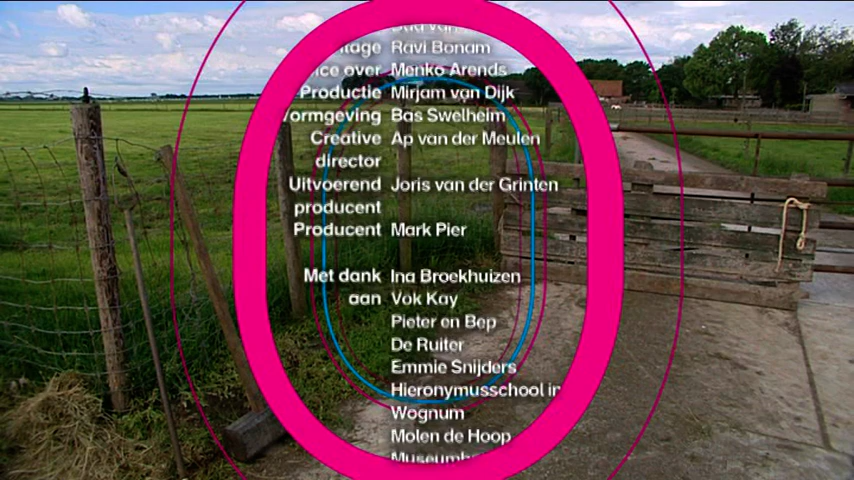 Ravi Bonam
over Menko Arends
Productie Mirjam van Dijk
Vormgeving Bas Swelheim
Creative Ap van der Meulen
director
Uitvoerend Joris van der Grinten
producent
Producent Mark Pier
Met dank Ina Broekhuizen
aan Vok Kay
Pieter en Bep
De Ruiter
Emmie Snijders
Hieronymusschool in
Wognum
Molen de Hoop